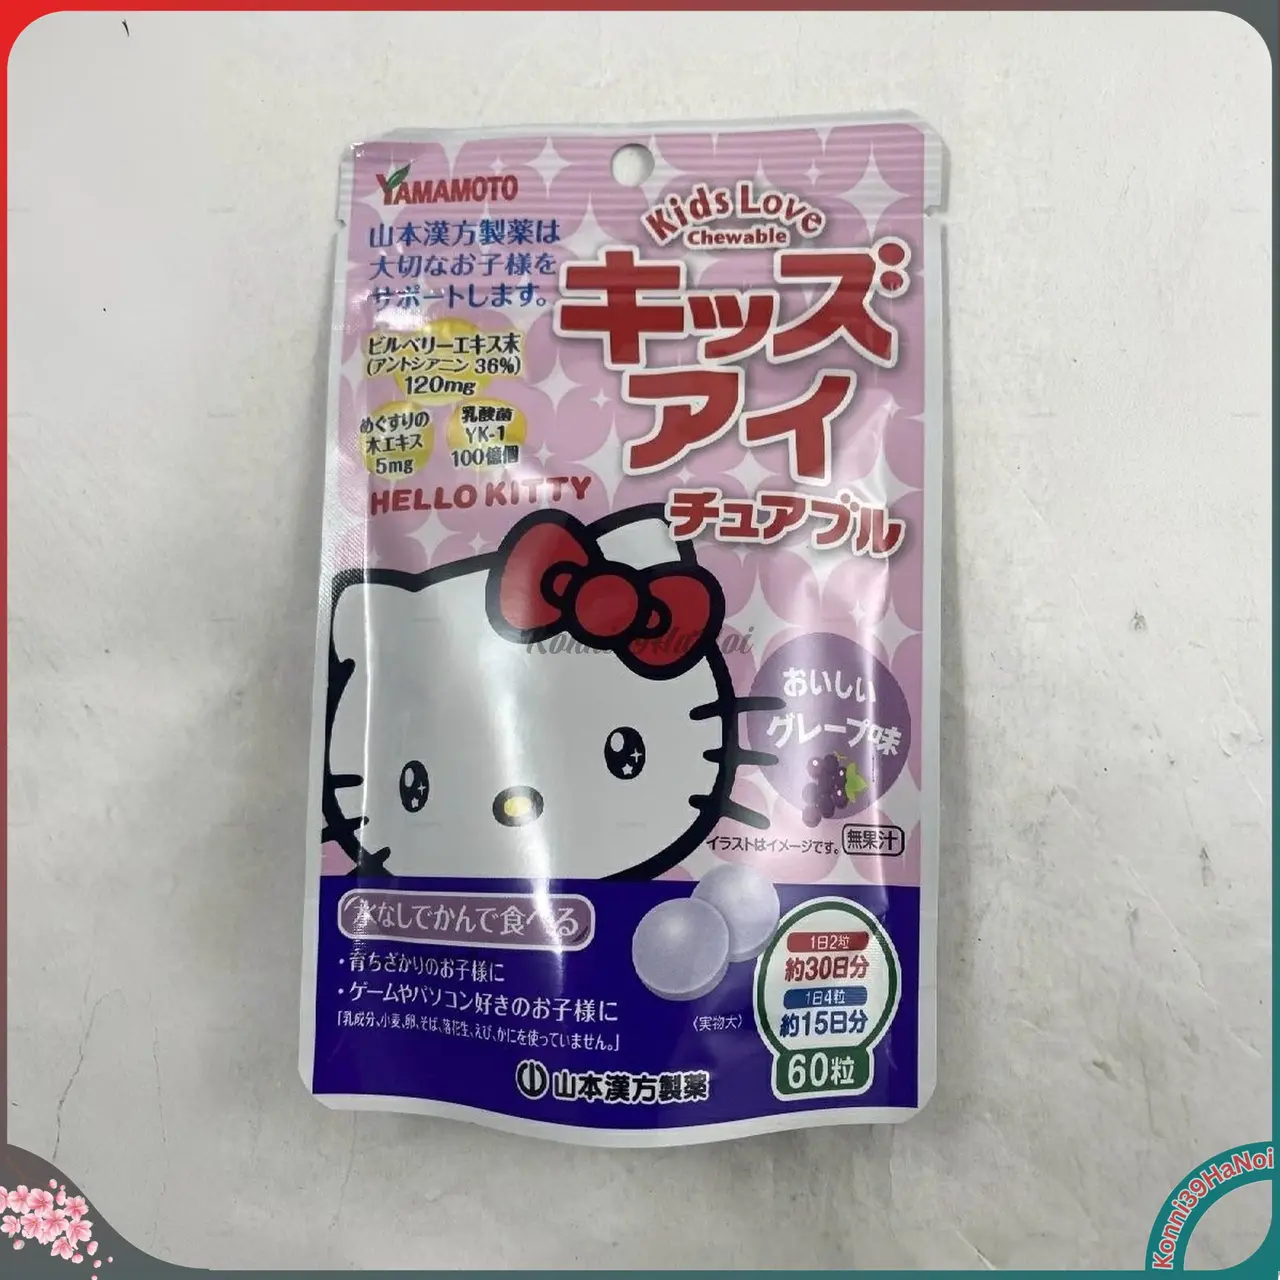 YAMAMOTO
山本漢方製薬は
大切なお子様を
サポートします。
Kids Love
Chewable
キッズ
アイ
チュアブル
ビルベリーエキス末
(アントシアニン 36%)
120mg
めぐすりの
木エキス
5mg
乳酸菌
YK-1
100億個
HELLO KITTY
Konni39HaNoi
おいしい
グレープ味
イラストはイメージです。
無果汁
水なしでかんで食べる
・育ちざかりのお子様に
・ゲームやパソコン好きのお子様に
「乳成分、小麦、卵、そば、落花生、えび、かにを使っていません。」
〈実物大〉
1日2粒
約30日分
1日4粒
約15日分
60粒
山本漢方製薬
Konni39HaNoi